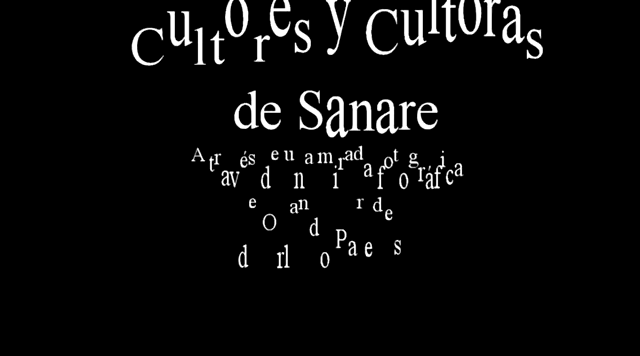 Cultores y Cultoras
de Sanare
A través de una mirada fotográfica
de Orlando Paredes